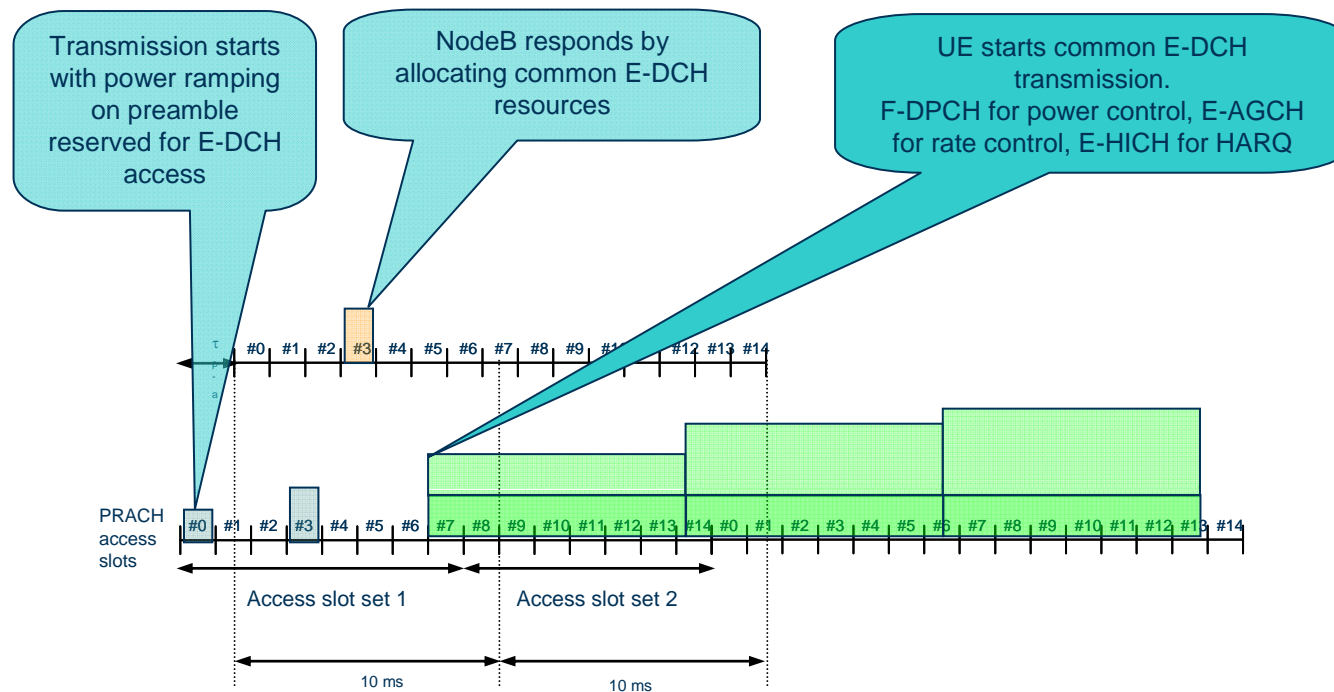 Transmission starts
with power ramping
on preamble
reserved for E-DCH
access
NodeB responds by
allocating common E-DCH
resources
UE starts common E-DCH
transmission.
F-DPCH for power control, E-AGCH
for rate control, E-HICH for HARQ
τ
p
-
a
#0 #1 #2 #3 #4 #5 #6 #7 #8 #9 #12 #13 #14
PRACH
access
slots
#0 #1 #2 #3 #4 #5 #6 #7 #8 #9 #10 #11 #12 #13 #14 #0 #1 #2 #3 #4 #5 #6 #7 #8 #9 #10 #11 #12 #13 #14
Access slot set 1 Access slot set 2
10 ms 10 ms